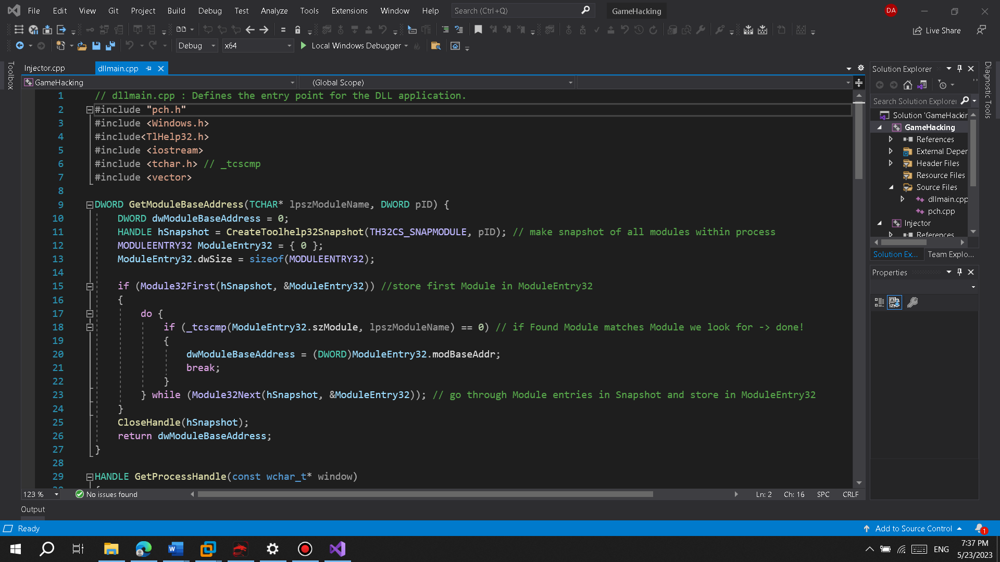 File Edit View Git Project Build Debug Test Analyze Tools Extensions Window Help Search (Ctrl+Q) GameHacking DA
Live Share
Debug x64 Local Windows Debugger
Toolbox
Injector.cpp dllmain.cpp
GameHacking (Global Scope)
1 // dllmain.cpp : Defines the entry point for the DLL application.
2 #include "pch.h"
3 #include <Windows.h>
4 #include<TlHelp32.h>
5 #include <iostream>
6 #include <tchar.h> // _tcscmp
7 #include <vector>
8
9 DWORD GetModuleBaseAddress(TCHAR* lpszModuleName, DWORD pID) {
10 DWORD dwModuleBaseAddress = 0;
11 HANDLE hSnapshot = CreateToolhelp32Snapshot(TH32CS_SNAPMODULE, pID); // make snapshot of all modules within process
12 MODULEENTRY32 ModuleEntry32 = { 0 };
13 ModuleEntry32.dwSize = sizeof(MODULEENTRY32);
14
15 if (Module32First(hSnapshot, &ModuleEntry32)) //store first Module in ModuleEntry32
16 {
17 do {
18 if (_tcscmp(ModuleEntry32.szModule, lpszModuleName) == 0) // if Found Module matches Module we look for -> done!
19 {
20 dwModuleBaseAddress = (DWORD)ModuleEntry32.modBaseAddr;
21 break;
22 }
23 } while (Module32Next(hSnapshot, &ModuleEntry32)); // go through Module entries in Snapshot and store in ModuleEntry32
24 }
25 CloseHandle(hSnapshot);
26 return dwModuleBaseAddress;
27 }
28
29 HANDLE GetProcessHandle(const wchar_t* window)
123 % No issues found Ln: 2 Ch: 16 SPC CRLF
Solution Explorer
Search Solution Explorer
Solution 'GameHackin
GameHacking
References
External Deper
Header Files
Resource Files
Source Files
dllmain.cpp
pch.cpp
Injector
References
Solution Ex... Team Explo...
Properties
Diagnostic Tools
Output
Ready Add to Source Control 1
ENG 7:37 PM
5/23/2023